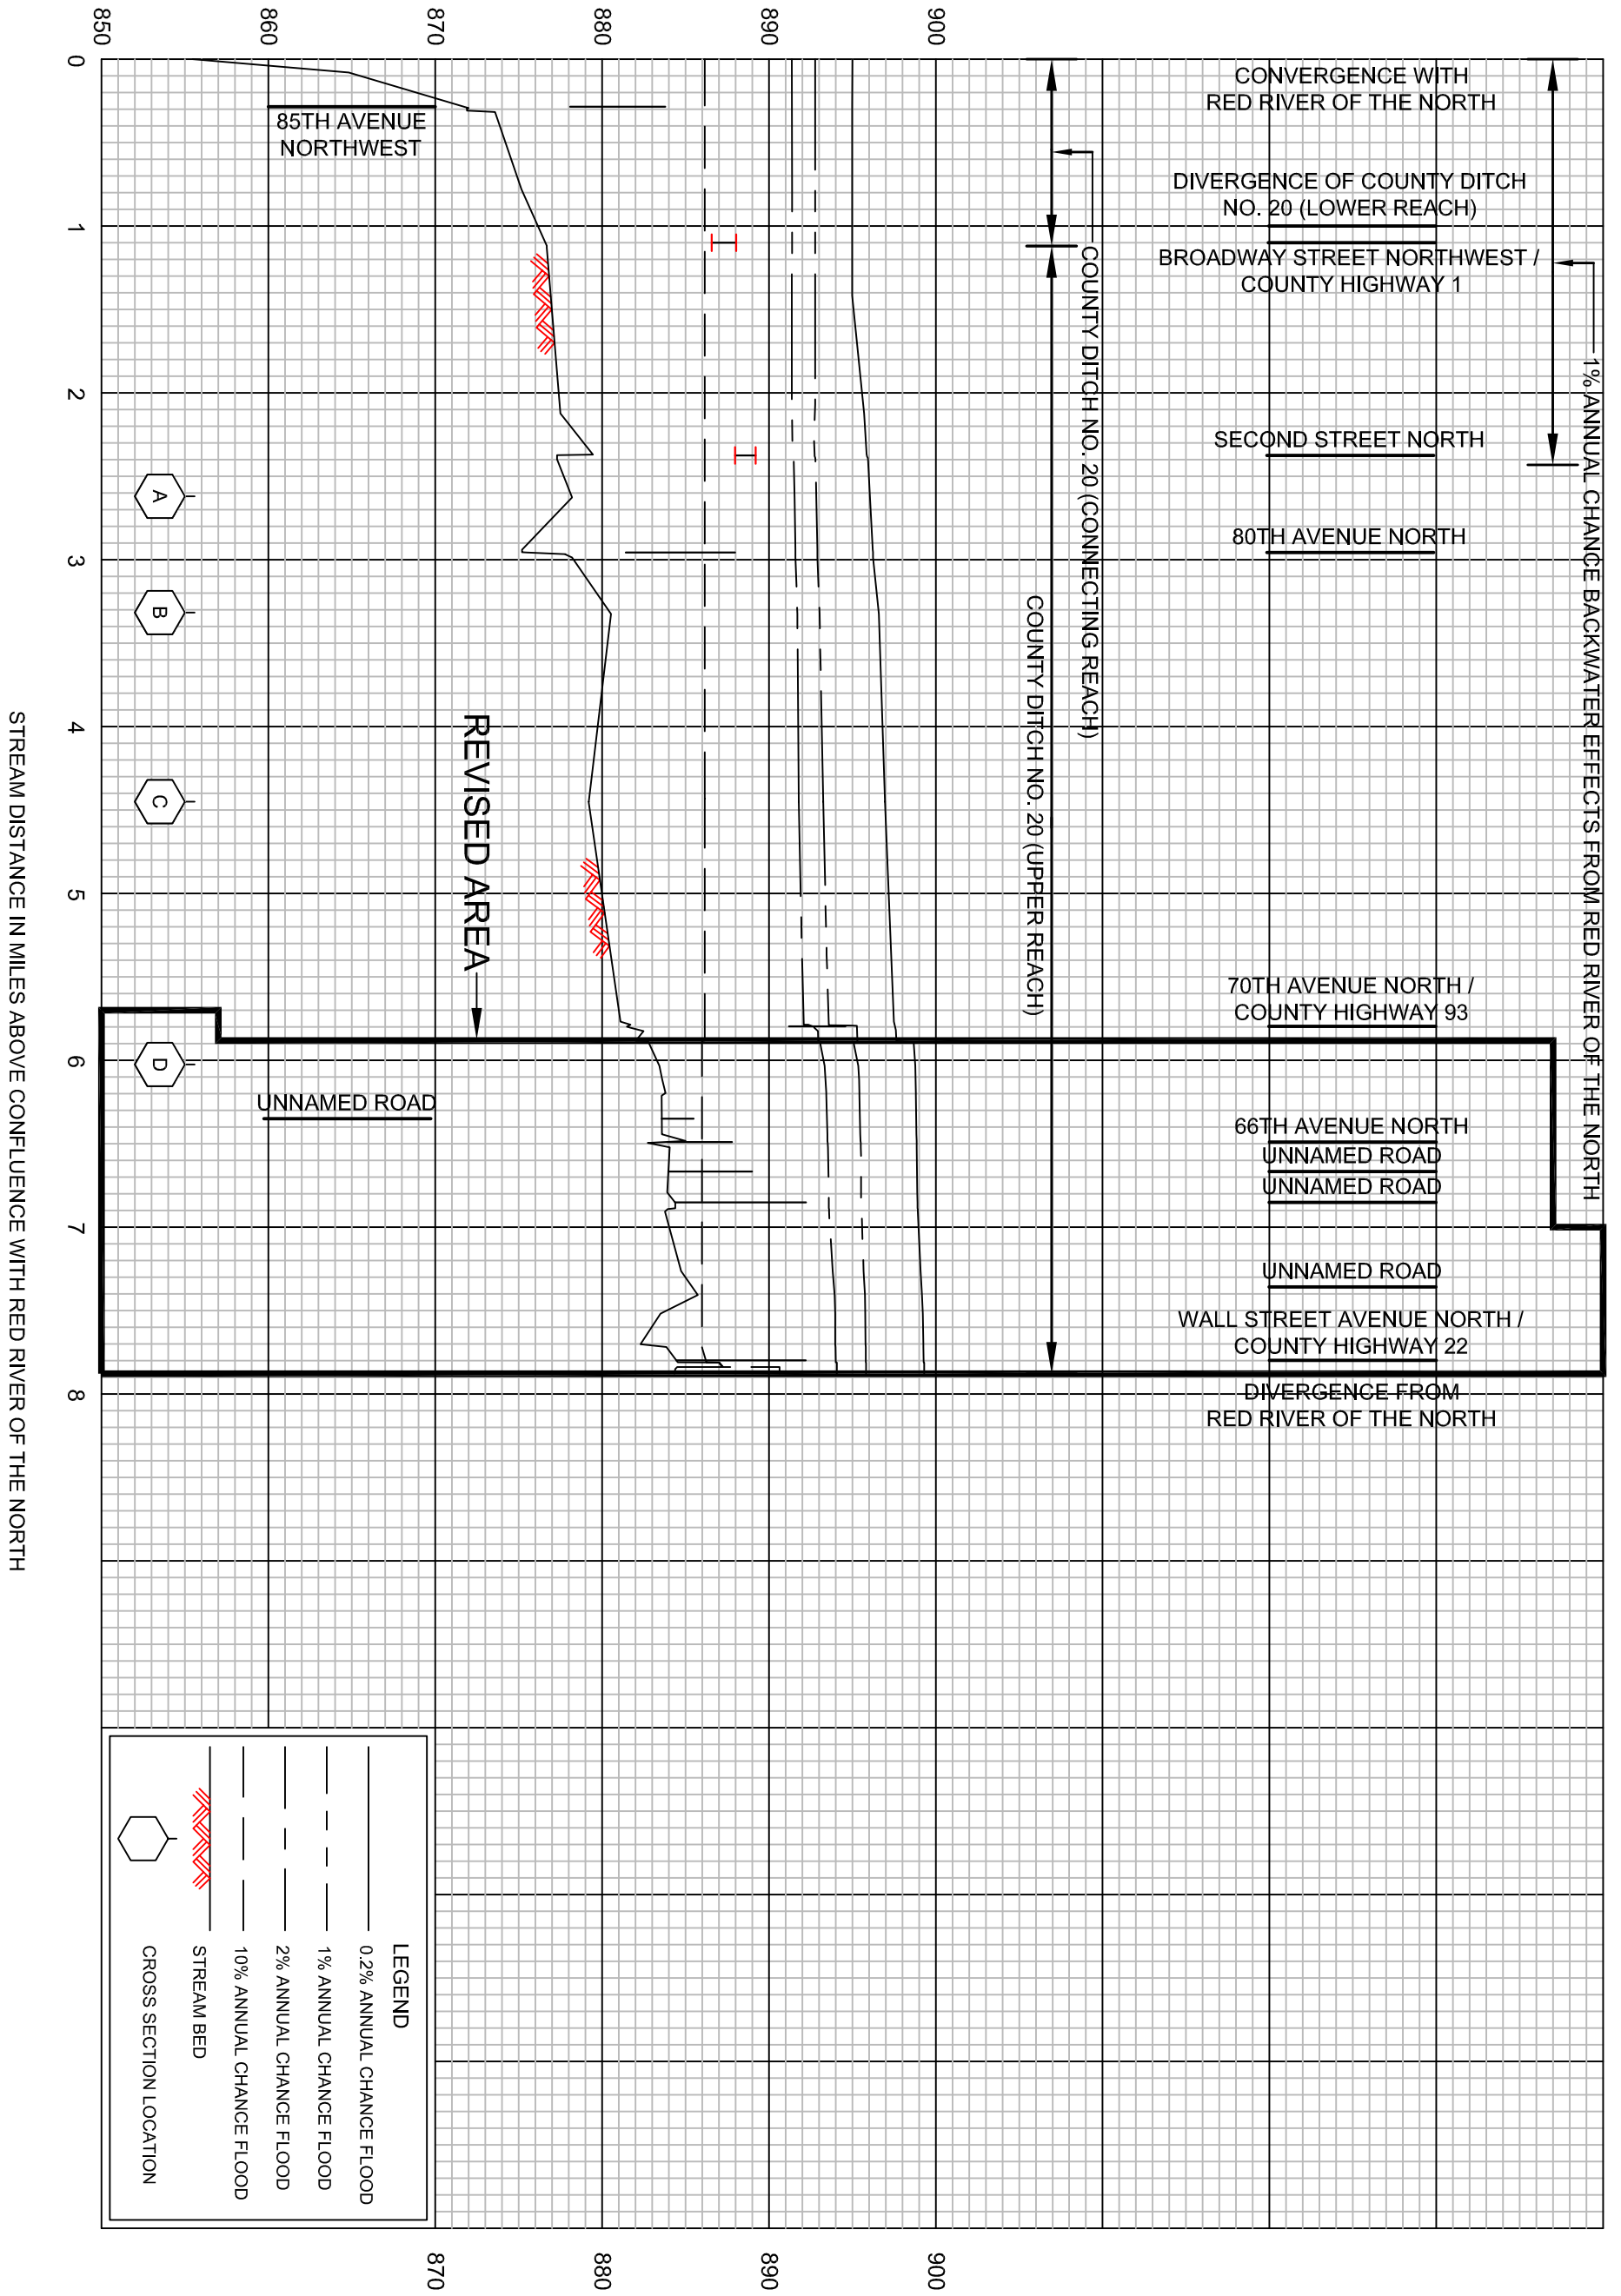 850
860
870
880
890
900
0
1
2
3
4
5
6
7
8
STREAM DISTANCE IN MILES ABOVE CONFLUENCE WITH RED RIVER OF THE NORTH
85TH AVENUE
NORTHWEST
CONVERGENCE WITH
RED RIVER OF THE NORTH
DIVERGENCE OF COUNTY DITCH
NO. 20 (LOWER REACH)
BROADWAY STREET NORTHWEST /
COUNTY HIGHWAY 1
SECOND STREET NORTH
80TH AVENUE NORTH
1% ANNUAL CHANCE BACKWATER EFFECTS FROM RED RIVER OF THE NORTH
COUNTY DITCH NO. 20 (CONNECTING REACH)
COUNTY DITCH NO. 20 (UPPER REACH)
A
B
C
D
REVISED AREA
70TH AVENUE NORTH /
COUNTY HIGHWAY 93
UNNAMED ROAD
66TH AVENUE NORTH
UNNAMED ROAD
UNNAMED ROAD
UNNAMED ROAD
WALL STREET AVENUE NORTH /
COUNTY HIGHWAY 22
DIVERGENCE FROM
RED RIVER OF THE NORTH
LEGEND
0.2% ANNUAL CHANCE FLOOD
1% ANNUAL CHANCE FLOOD
2% ANNUAL CHANCE FLOOD
10% ANNUAL CHANCE FLOOD
STREAM BED
CROSS SECTION LOCATION
870
880
890
900